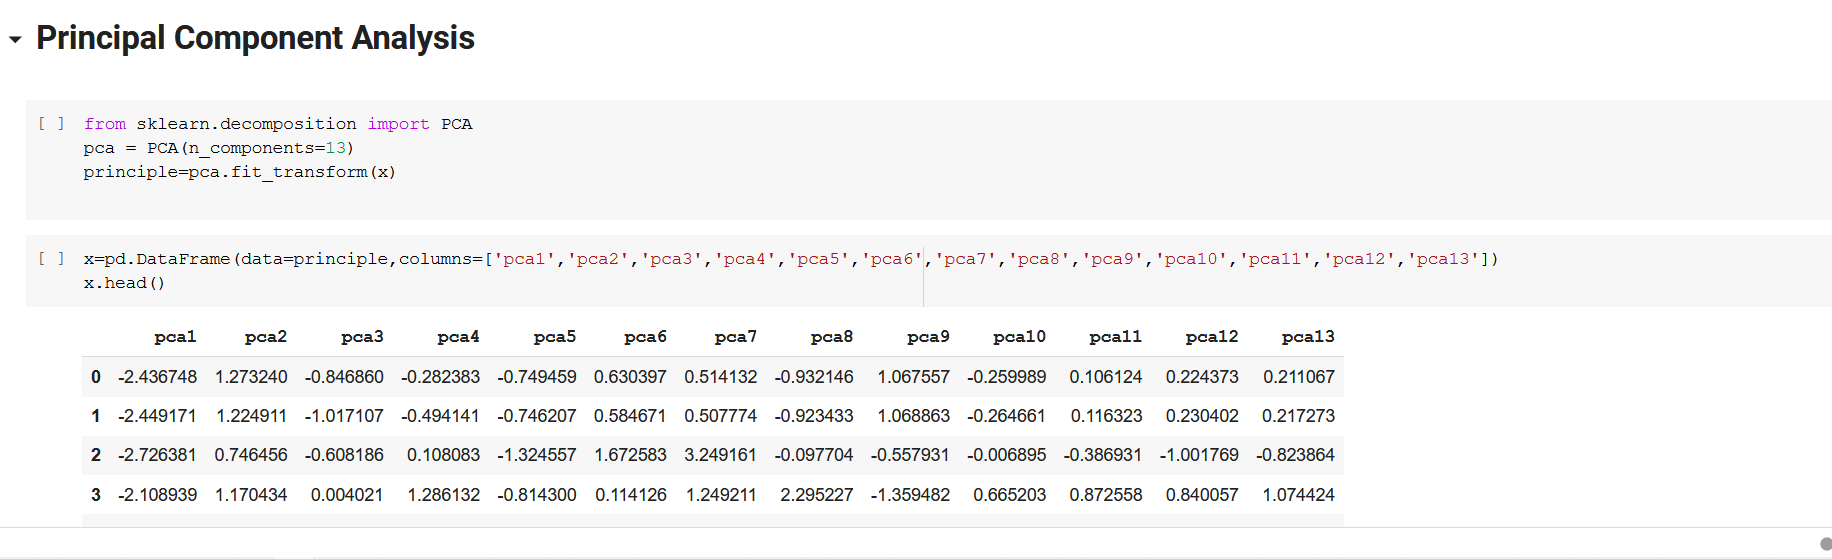 Principal Component Analysis
[ ] from sklearn.decomposition import PCA
pca = PCA(n_components=13)
principle=pca.fit_transform(x)
[ ] x=pd.DataFrame(data=principle,columns=['pca1','pca2','pca3','pca4','pca5','pca6','pca7','pca8','pca9','pca10','pca11','pca12','pca13'])
x.head()
pca1 pca2 pca3 pca4 pca5 pca6 pca7 pca8 pca9 pca10 pca11 pca12 pca13
0 -2.436748 1.273240 -0.846860 -0.282383 -0.749459 0.630397 0.514132 -0.932146 1.067557 -0.259989 0.106124 0.224373 0.211067
1 -2.449171 1.224911 -1.017107 -0.494141 -0.746207 0.584671 0.507774 -0.923433 1.068863 -0.264661 0.116323 0.230402 0.217273
2 -2.726381 0.746456 -0.608186 0.108083 -1.324557 1.672583 3.249161 -0.097704 -0.557931 -0.006895 -0.386931 -1.001769 -0.823864
3 -2.108939 1.170434 0.004021 1.286132 -0.814300 0.114126 1.249211 2.295227 -1.359482 0.665203 0.872558 0.840057 1.074424